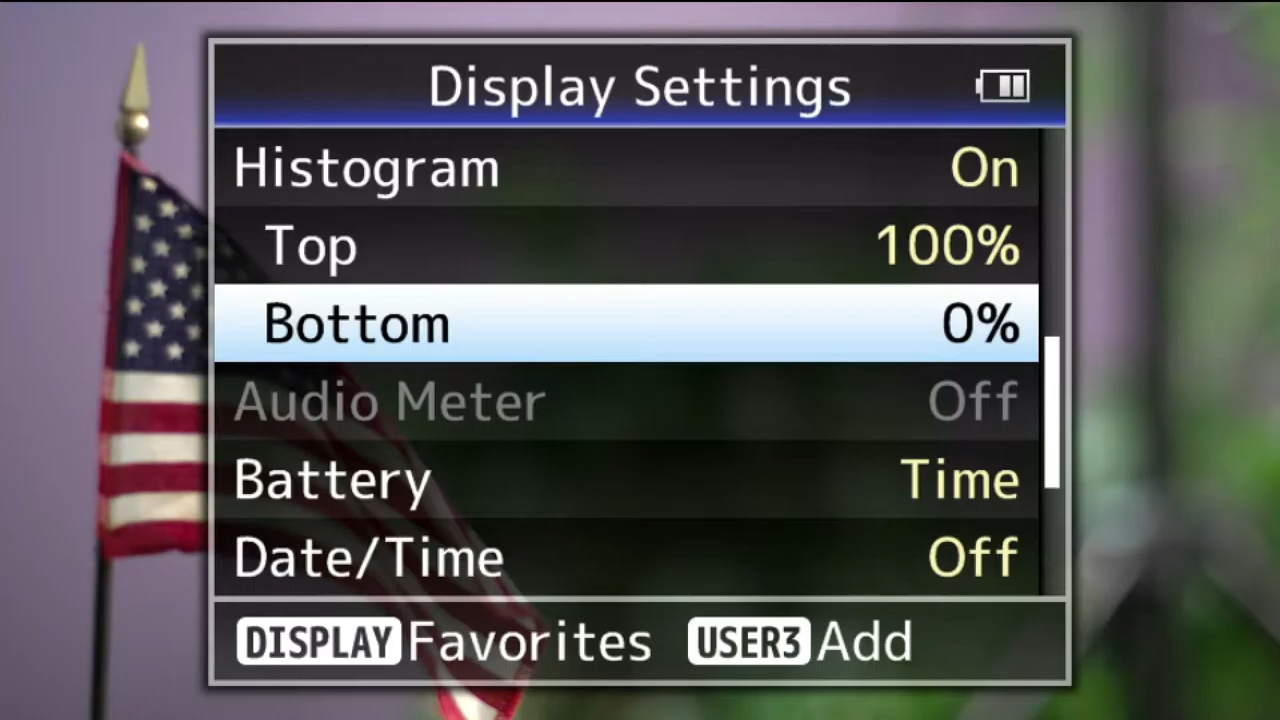 Display Settings
Histogram On
Top 100%
Bottom 0%
Audio Meter Off
Battery Time
Date/Time Off
DISPLAY Favorites USER3 Add